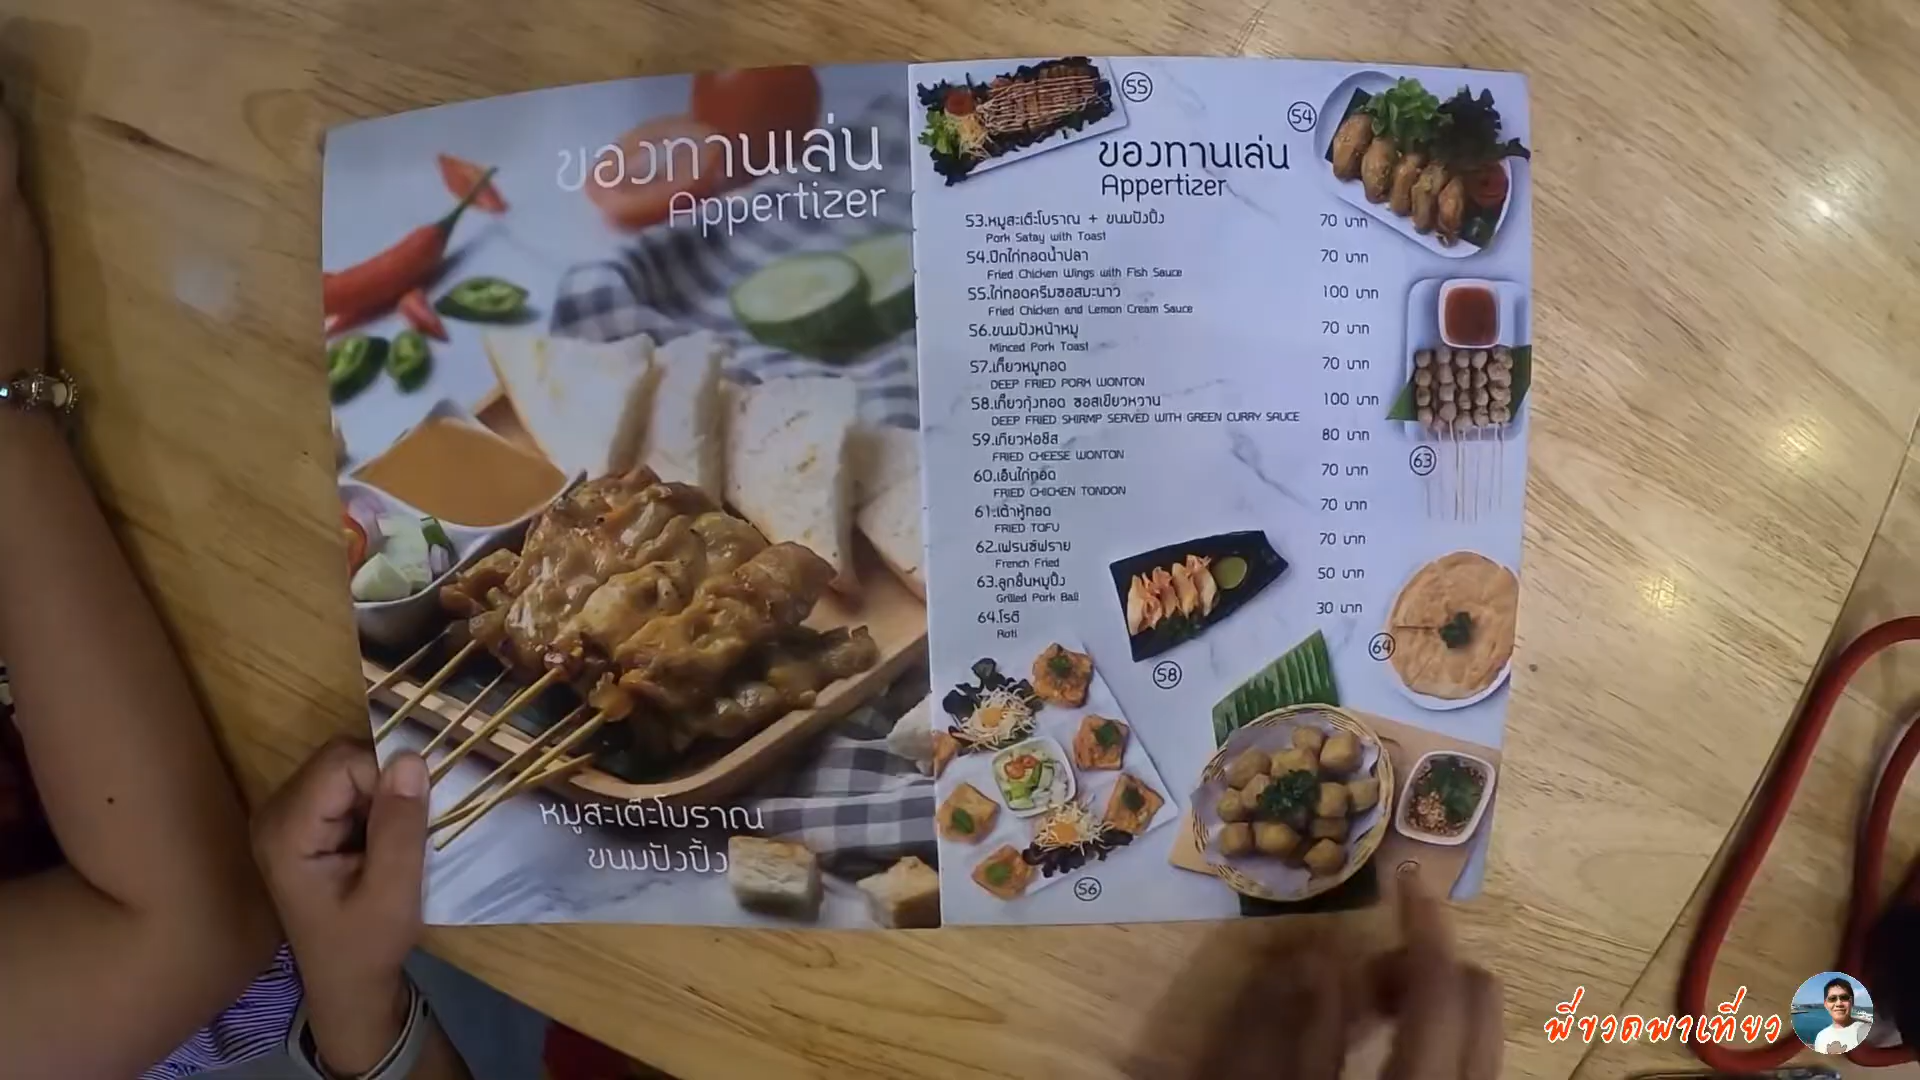 ของทานเล่น
Appertizer
หมูสะเต๊ะโบราณ
ขนมปังปิ้ง
55
54
ของทานเล่น
Appertizer
53.หมูสะเต๊ะโบราณ + ขนมปังปิ้ง 70 บาท
Pork Satay with Toast
54.ปีกไก่ทอดน้ำปลา 70 บาท
Fried Chicken Wings with Fish Sauce
55.ไก่ทอดครีมซอสมะนาว 100 บาท
Fried Chicken and Lemon Cream Sauce
56.ขนมปังหน้าหมู 70 บาท
Minced Pork Toast
57.เกี๊ยวหมูทอด 70 บาท
DEEP FRIED PORK WONTON
58.เกี๊ยวกุ้งทอด ซอสเขียวหวาน 100 บาท
DEEP FRIED SHIRMP SERVED WITH GREEN CURRY SAUCE
59.เกี๊ยวห่อชีส 80 บาท
FRIED CHEESE WONTON
60.เอ็นไก่ทอด 70 บาท
FRIED CHICKEN TONDON
61.เต้าหู้ทอด 70 บาท
FRIED TOFU
62.เฟรนซ์ฟราย 70 บาท
French Fried
63.ลูกชิ้นหมูปิ้ง 50 บาท
Grilled Pork Ball
64.โรตี 30 บาท
Roti
63
64
58
56
พี่ขวดพาเที่ยว